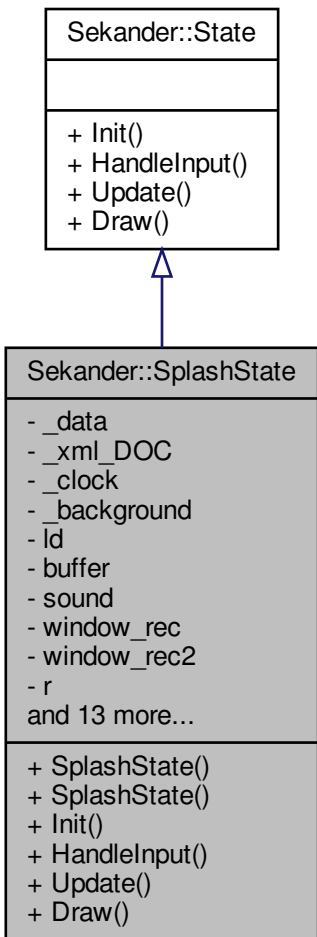 Sekander::State
+ Init()
+ HandleInput()
+ Update()
+ Draw()
Sekander::SplashState
- _data
- _xml_DOC
- _clock
- _background
- ld
- buffer
- sound
- window_rec
- window_rec2
- r
and 13 more...
+ SplashState()
+ SplashState()
+ Init()
+ HandleInput()
+ Update()
+ Draw()